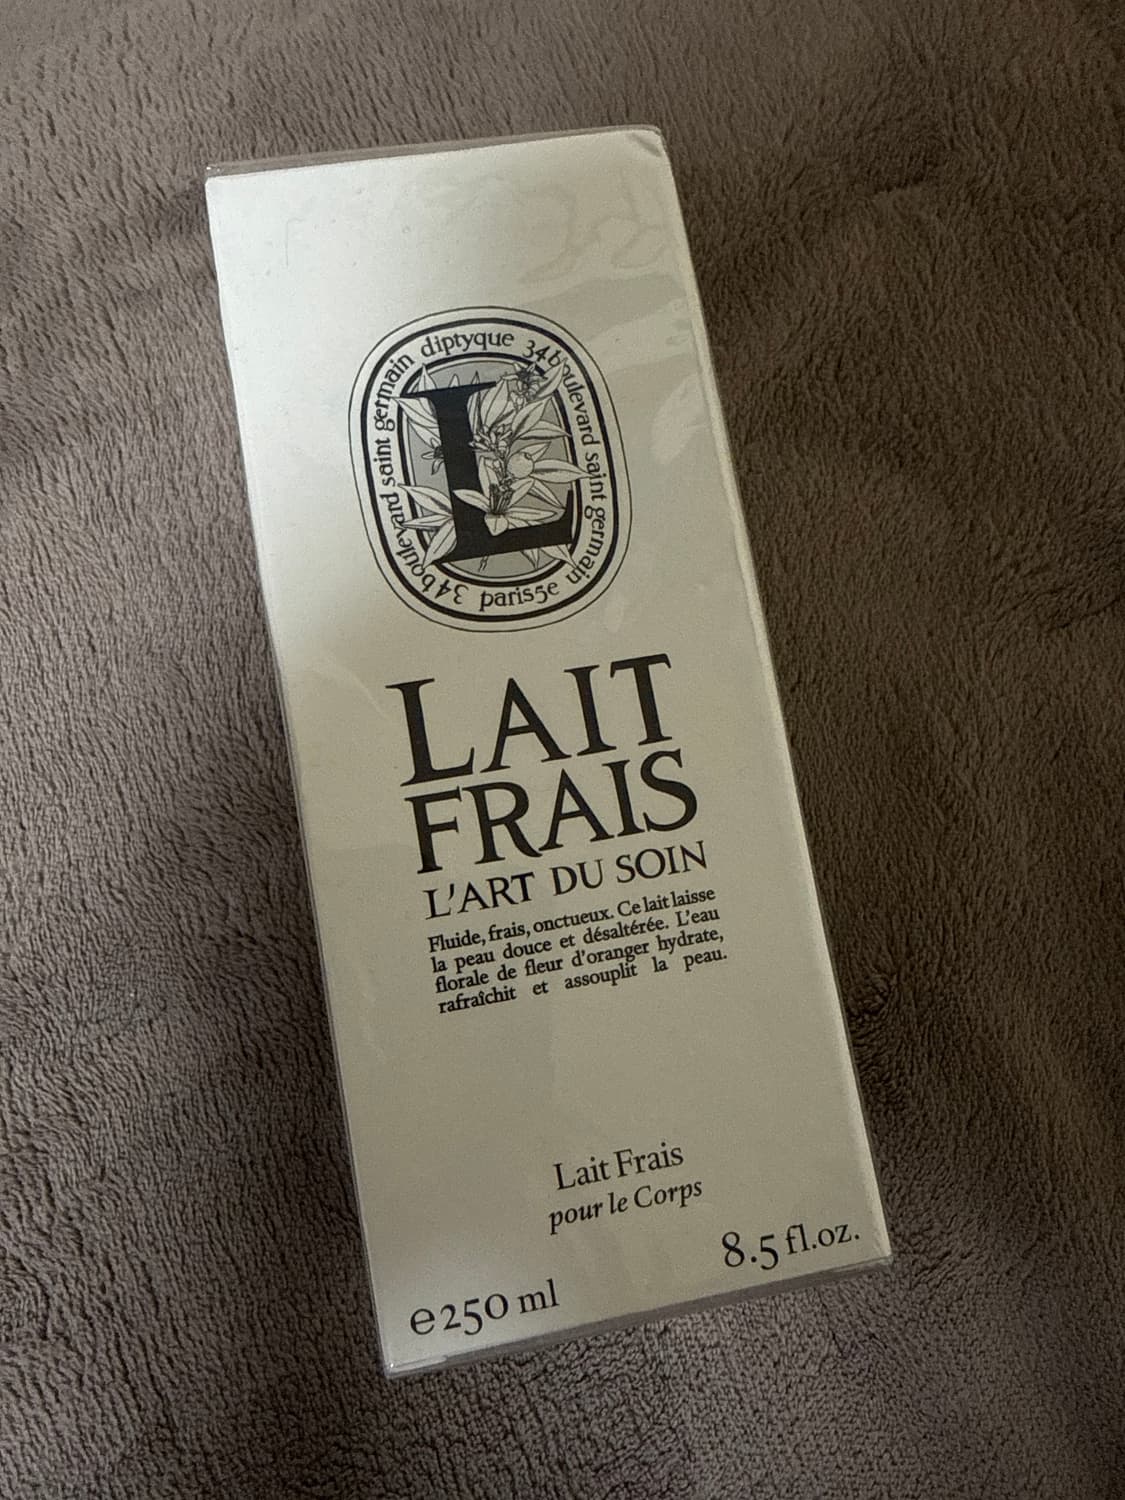 diptyque 34 boulevard saint germain paris5e 34 boulevard saint germain
L
LAIT
FRAIS
L'ART DU SOIN
Fluide, frais, onctueux. Ce lait laisse
la peau douce et désaltérée. L'eau
florale de fleur d'oranger hydrate,
rafraîchit et assouplit la peau.
Lait Frais
pour le Corps
8.5 fl.oz.
e250 ml